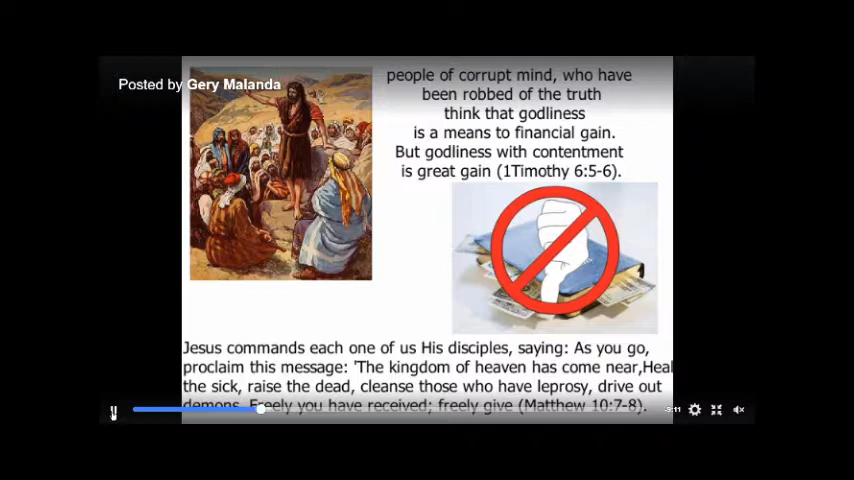 Posted by Gery Malanda
people of corrupt mind, who have
been robbed of the truth
think that godliness
is a means to financial gain.
But godliness with contentment
is great gain (1Timothy 6:5-6).
Jesus commands each one of us His disciples, saying: As you go,
proclaim this message: 'The kingdom of heaven has come near,Heal
the sick, raise the dead, cleanse those who have leprosy, drive out
demons. Freely you have received; freely give (Matthew 10:7-8).